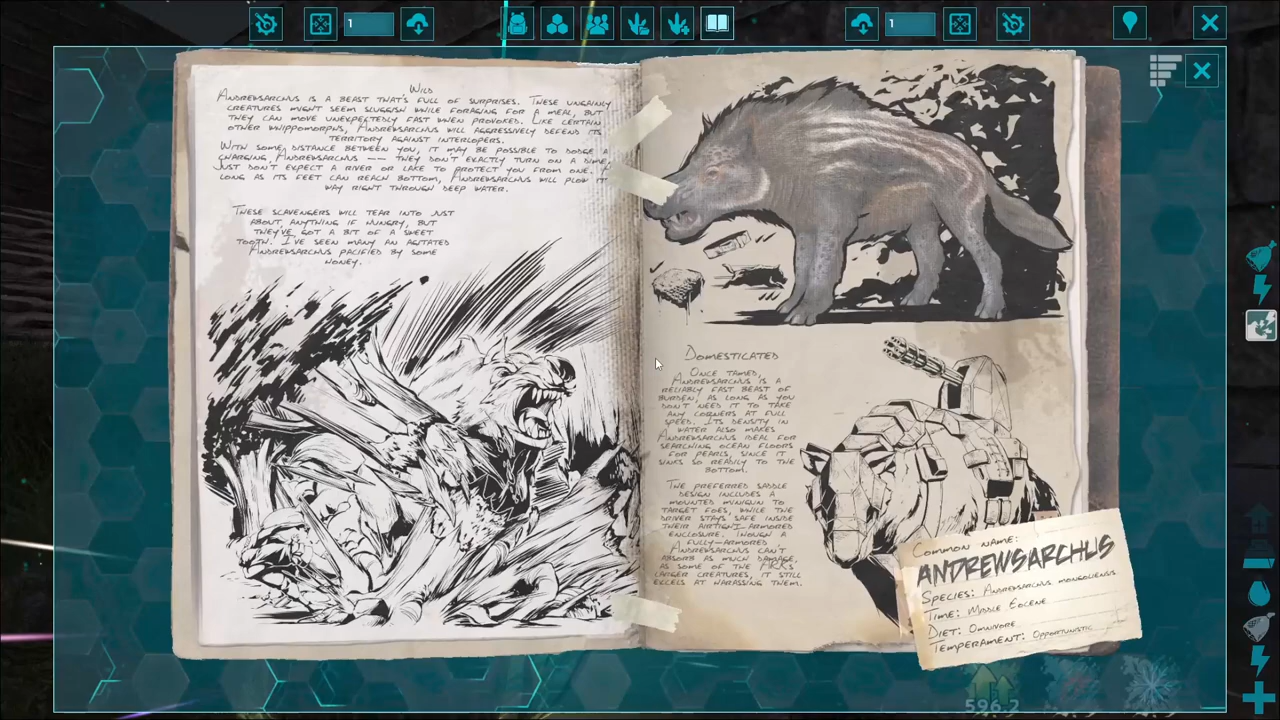 1
1
Wild
Andrewsarchus is a beast that's full of surprises. These ungainly
creatures might seem sluggish while foraging for a meal, but
they can move unexpectedly fast when provoked. Like certain
other whippomorphs, Andrewsarchus will aggressively defend its
territory against interlopers.
With some distance between you, it may be possible to dodge a
charging Andrewsarchus -- they don't exactly turn on a dime.
Just don't expect a river or lake to protect you from one.
long as its feet can reach bottom, Andrewsarchus will plow its
way right through deep water.
These scavengers will tear into just
about anything if hungry, but
they've got a bit of a sweet
tooth. I've seen many an agitated
Andrewsarchus pacified by some
honey.
Domesticated
Once tamed,
Andrewsarchus is a
reliably fast beast of
burden, as long as you
don't need it to take
any corners at full
speed. Its density in
water also makes
Andrewsarchus ideal for
searching ocean floors
for pearls, since it
sinks so readily to the
bottom.
The preferred saddle
design includes a
mounted minigun to
target foes, while the
driver stays safe inside
their airtight-armored
enclosure. Though a
fully-armored
Andrewsarchus can't
absorb as much damage
as some of the ARK's
larger creatures, it still
excels at harassing them.
Common name:
Andrewsarchus
Species: Andrewsarchus mongoliensis
Time: Middle Eocene
Diet: Omnivore
Temperament: Opportunistic
596.2